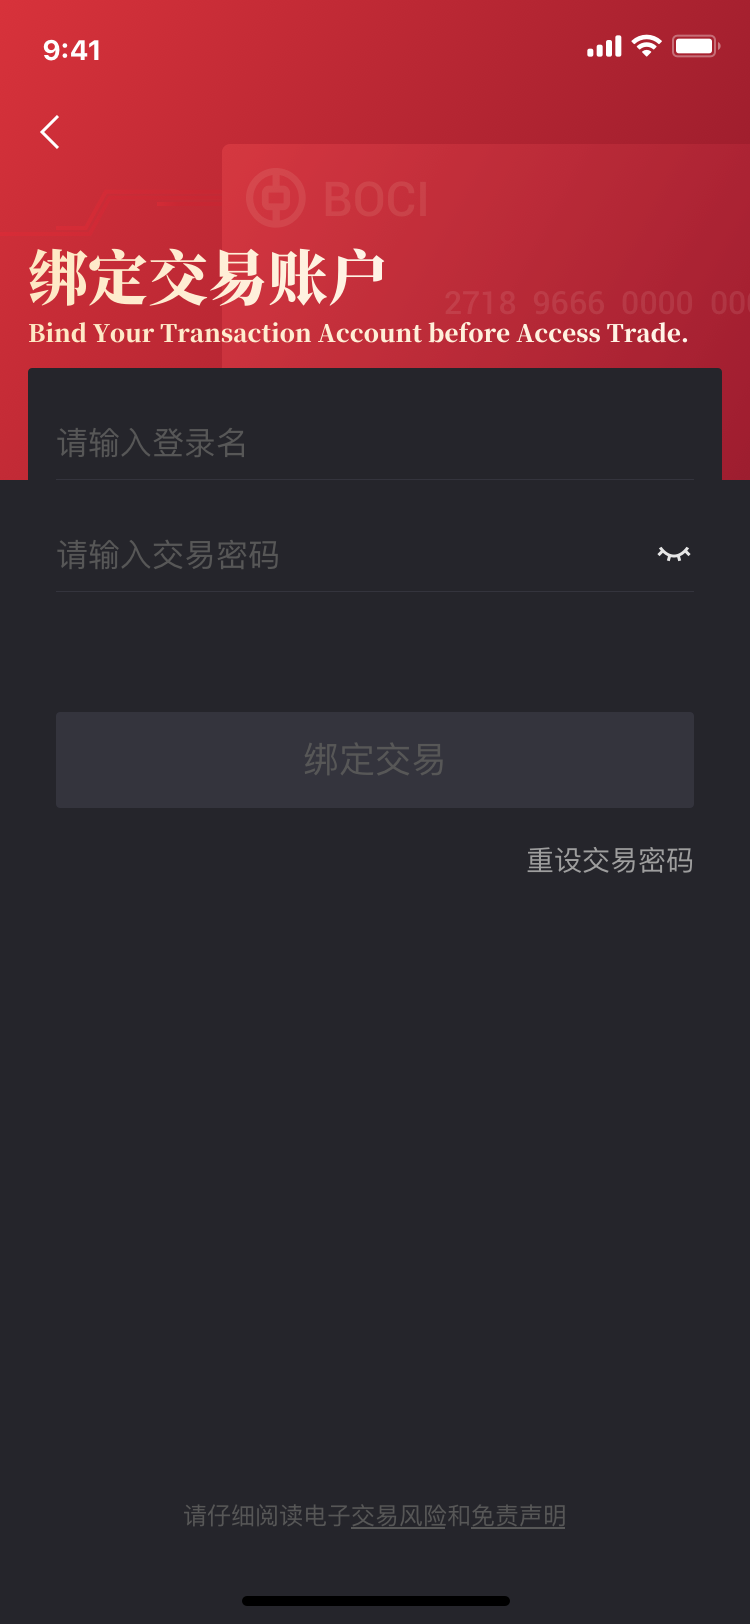 9:41
BOCI
绑定交易账户
2718 9666 0000
Bind Your Transaction Account before Access Trade.
请输入登录名
请输入交易密码
绑定交易
重设交易密码
请仔细阅读电子交易风险和免责声明